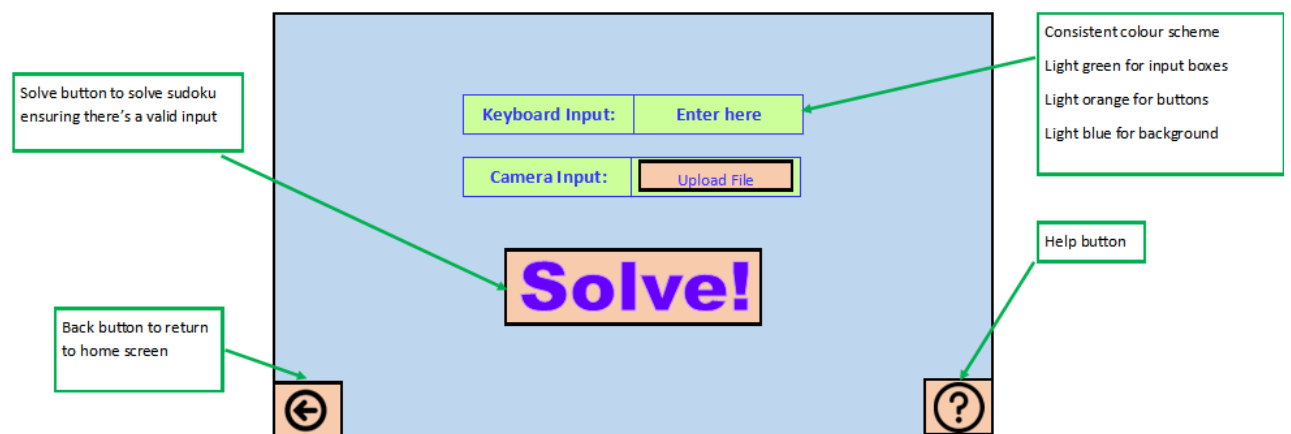 Solve button to solve sudoku
ensuring there's a valid input
Back button to return
to home screen
Keyboard Input:
Enter here
Camera Input:
Upload File
Solve!
?
Consistent colour scheme
Light green for input boxes
Light orange for buttons
Light blue for background
Help button